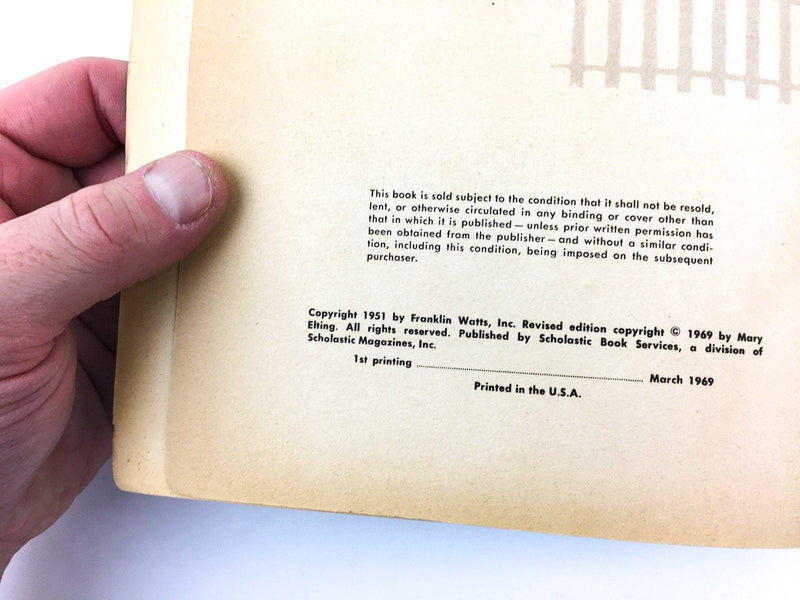 This book is sold subject to the condition that it shall not be resold,
lent, or otherwise circulated in any binding or cover other than
that in which it is published — unless prior written permission has
been obtained from the publisher — and without a similar condi-
tion, including this condition, being imposed on the subsequent
purchaser.
Copyright 1951 by Franklin Watts, Inc. Revised edition copyright © 1969 by Mary
Elting. All rights reserved. Published by Scholastic Book Services, a division of
Scholastic Magazines, Inc.
1st printing ........................................................ March 1969
Printed in the U.S.A.